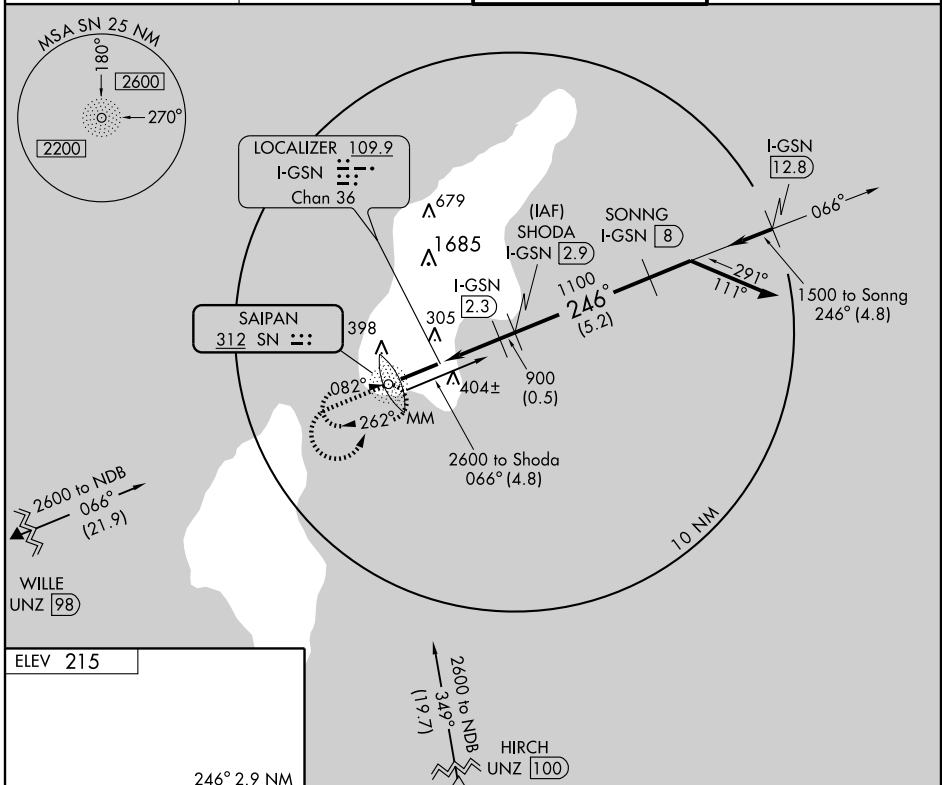 MSA SN 25 NM
180°
2600
270°
2200
LOCALIZER 109.9
I-GSN
Chan 36
679
1685
(IAF)
SHODA
I-GSN 2.9
SONNG
I-GSN 8
I-GSN
12.8
066°
291°
111°
1500 to Sonng
246° (4.8)
1100
246°
(5.2)
I-GSN
2.3
305
SAIPAN
312 SN
398
082°
262°
MM
404±
900
(0.5)
2600 to Shoda
066° (4.8)
2600 to NDB
066°
(21.9)
WILLE
UNZ 98
10 NM
ELEV 215
246° 2.9 NM
2600 to NDB
349°
(19.7)
HIRCH
UNZ 100